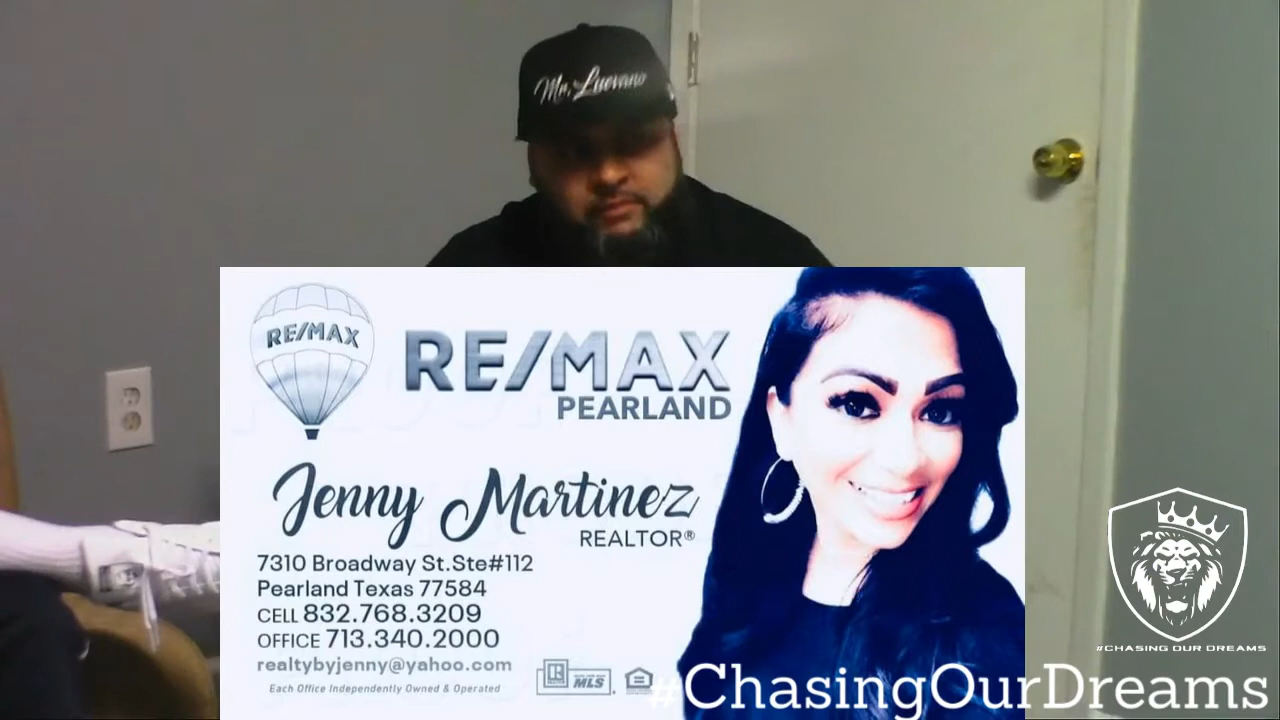 Mr. Luevano
RE/MAX
RE/MAX
PEARLAND
Jenny Martinez
REALTOR®
7310 Broadway St.Ste#112
Pearland Texas 77584
CELL 832.768.3209
OFFICE 713.340.2000
realtybyjenny@yahoo.com
Each Office Independently Owned & Operated
MLS
#CHASING OUR DREAMS
#ChasingOurDreams